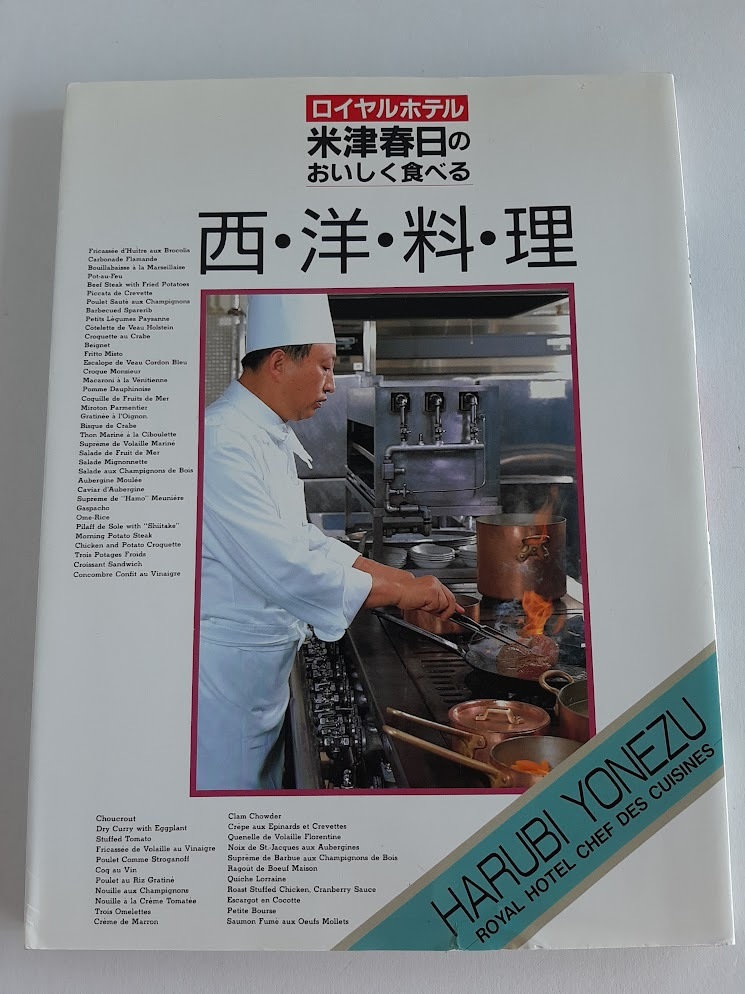 ロイヤルホテル
米津春日の
おいしく食べる
西・洋・料・理
Fricassée d'Huître aux Brocolis
Carbonade Flamande
Bouillabaisse à la Marseillaise
Pot-au-Feu
Beef Steak with Fried Potatoes
Piccata de Crevette
Poulet Sauté aux Champignons
Barbecued Sparerib
Petits Légumes Paysanne
Côtelette de Veau Holstein
Croquette au Crabe
Beignet
Fritto Misto
Escalope de Veau Cordon Bleu
Croque Monsieur
Macaroni à la Vénitienne
Pomme Dauphinoise
Coquille de Fruits de Mer
Miroton Parmentier
Gratinée à l'Oignon
Bisque de Crabe
Thon Mariné à la Ciboulette
Suprême de Volaille Mariné
Salade de Fruit de Mer
Salade Mignonnette
Salade aux Champignons de Bois
Aubergine Moulée
Caviar d'Aubergine
Supreme de "Hamo" Meunière
Gaspacho
Ome-Rice
Pilaff de Sole with "Shiitake"
Morning Potato Steak
Chicken and Potato Croquette
Trois Potages Froids
Croissant Sandwich
Concombre Confit au Vinaigre
Choucrout
Dry Curry with Eggplant
Stuffed Tomato
Fricassée de Volaille au Vinaigre
Poulet Comme Stroganoff
Coq au Vin
Poulet au Riz Gratiné
Nouille aux Champignons
Nouille à la Crème Tomatée
Trois Omelettes
Crème de Marron
Clam Chowder
Crêpe aux Epinards et Crevettes
Quenelle de Volaille Florentine
Noix de St.-Jacques aux Aubergines
Suprême de Barbue aux Champignons de Bois
Ragoût de Boeuf Maison
Quiche Lorraine
Roast Stuffed Chicken, Cranberry Sauce
Escargot en Cocotte
Petite Bourse
Saumon Fumé aux Oeufs Mollets
HARUBI YONEZU
ROYAL HOTEL CHEF DES CUISINES